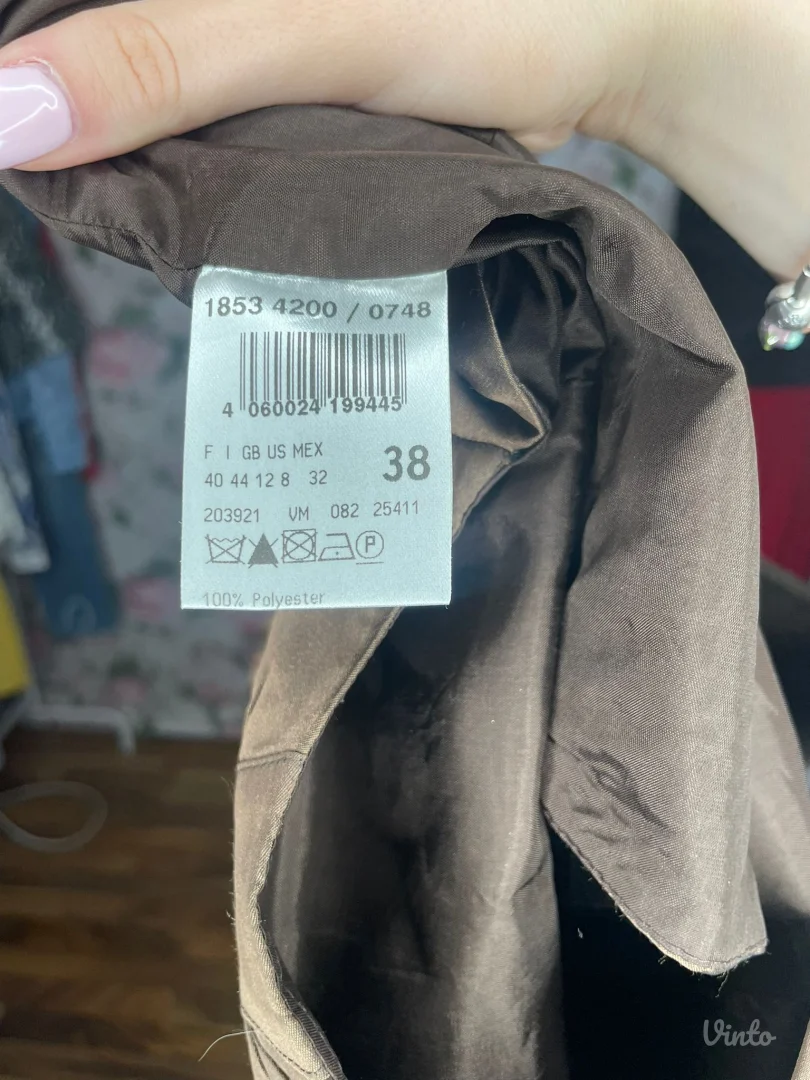 1853 4200 / 0748
4 060024 199445
F I GB US MEX
40 44 12 8 32
38
203921 VM 082 25411
P
100% Polyester
Vinto